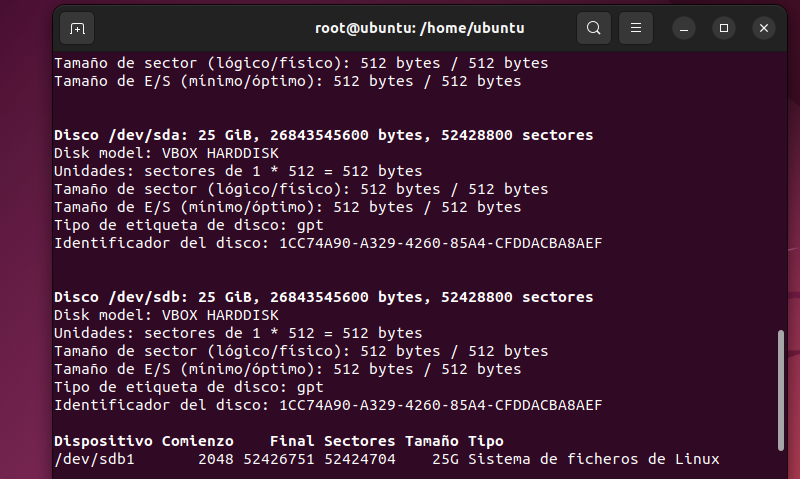 root@ubuntu: /home/ubuntu
Tamaño de sector (lógico/físico): 512 bytes / 512 bytes
Tamaño de E/S (mínimo/óptimo): 512 bytes / 512 bytes
Disco /dev/sda: 25 GiB, 26843545600 bytes, 52428800 sectores
Disk model: VBOX HARDDISK
Unidades: sectores de 1 * 512 = 512 bytes
Tamaño de sector (lógico/físico): 512 bytes / 512 bytes
Tamaño de E/S (mínimo/óptimo): 512 bytes / 512 bytes
Tipo de etiqueta de disco: gpt
Identificador del disco: 1CC74A90-A329-4260-85A4-CFDDACBA8AEF
Disco /dev/sdb: 25 GiB, 26843545600 bytes, 52428800 sectores
Disk model: VBOX HARDDISK
Unidades: sectores de 1 * 512 = 512 bytes
Tamaño de sector (lógico/físico): 512 bytes / 512 bytes
Tamaño de E/S (mínimo/óptimo): 512 bytes / 512 bytes
Tipo de etiqueta de disco: gpt
Identificador del disco: 1CC74A90-A329-4260-85A4-CFDDACBA8AEF
Dispositivo Comienzo    Final Sectores Tamaño Tipo
/dev/sdb1       2048 52426751 52424704    25G Sistema de ficheros de Linux